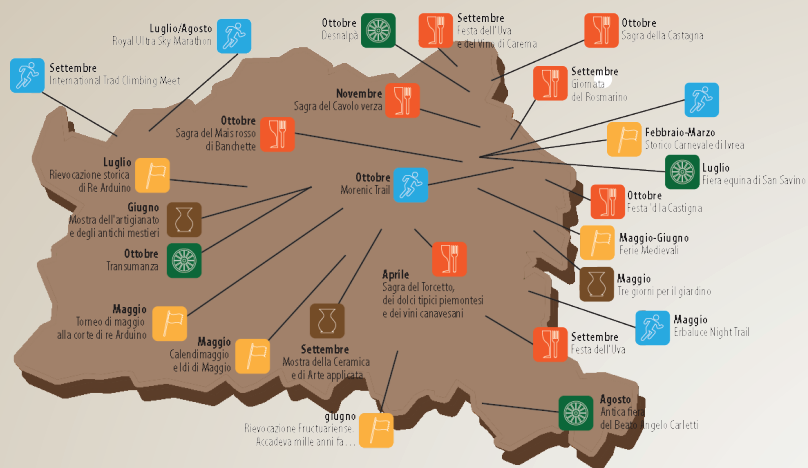 Luglio/Agosto
Royal Ultra Sky Marathon
Settembre
International Trad Climbing Meet
Ottobre
Desnalpà
Settembre
Festa dell'Uva
e del Vino di Carema
Ottobre
Sagra della Castagna
Settembre
Giornata
del Rosmarino
Novembre
Sagra del Cavolo verza
Ottobre
Sagra del Mais rosso
di Banchette
Febbraio-Marzo
Storico Carnevale di Ivrea
Luglio
Fiera equina di San Savino
Luglio
Rievocazione storica
di Re Arduino
Ottobre
Morenic Trail
Ottobre
Festa 'd la Castigna
Giugno
Mostra dell'artigianato
e degli antichi mestieri
Maggio-Giugno
Ferie Medievali
Ottobre
Transumanza
Aprile
Sagra del Torcetto,
dei dolci tipici piemontesi
e dei vini canavesani
Maggio
Tre giorni per il giardino
Maggio
Torneo di maggio
alla corte di re Arduino
Maggio
Erbaluce Night Trail
Maggio
Calendimaggio
e Idi di Maggio
Settembre
Mostra della Ceramica
e di Arte applicata
Settembre
Festa dell'Uva
giugno
Rievocazione Fructuariense.
Accadeva mille anni fa...
Agosto
Antica fiera
del Beato Angelo Carletti